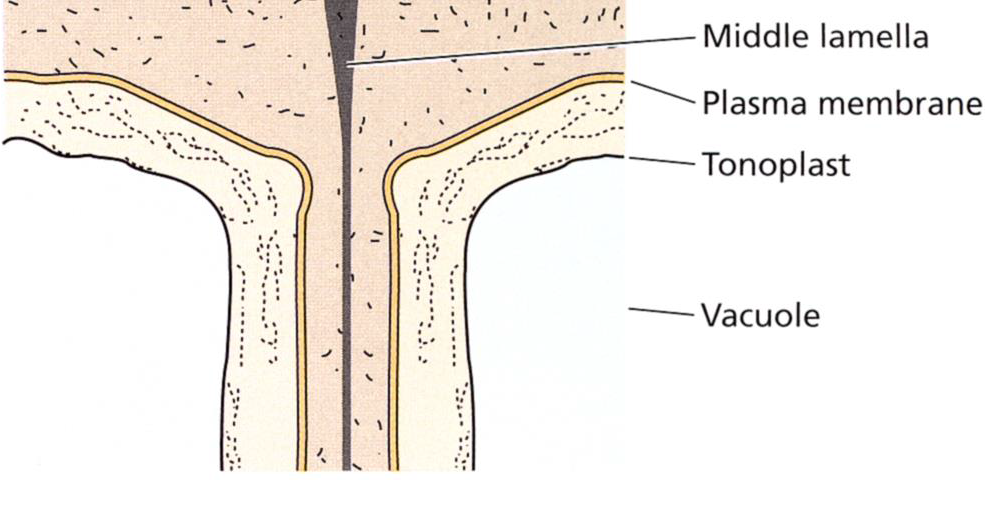 Middle lamella
Plasma membrane
Tonoplast
Vacuole